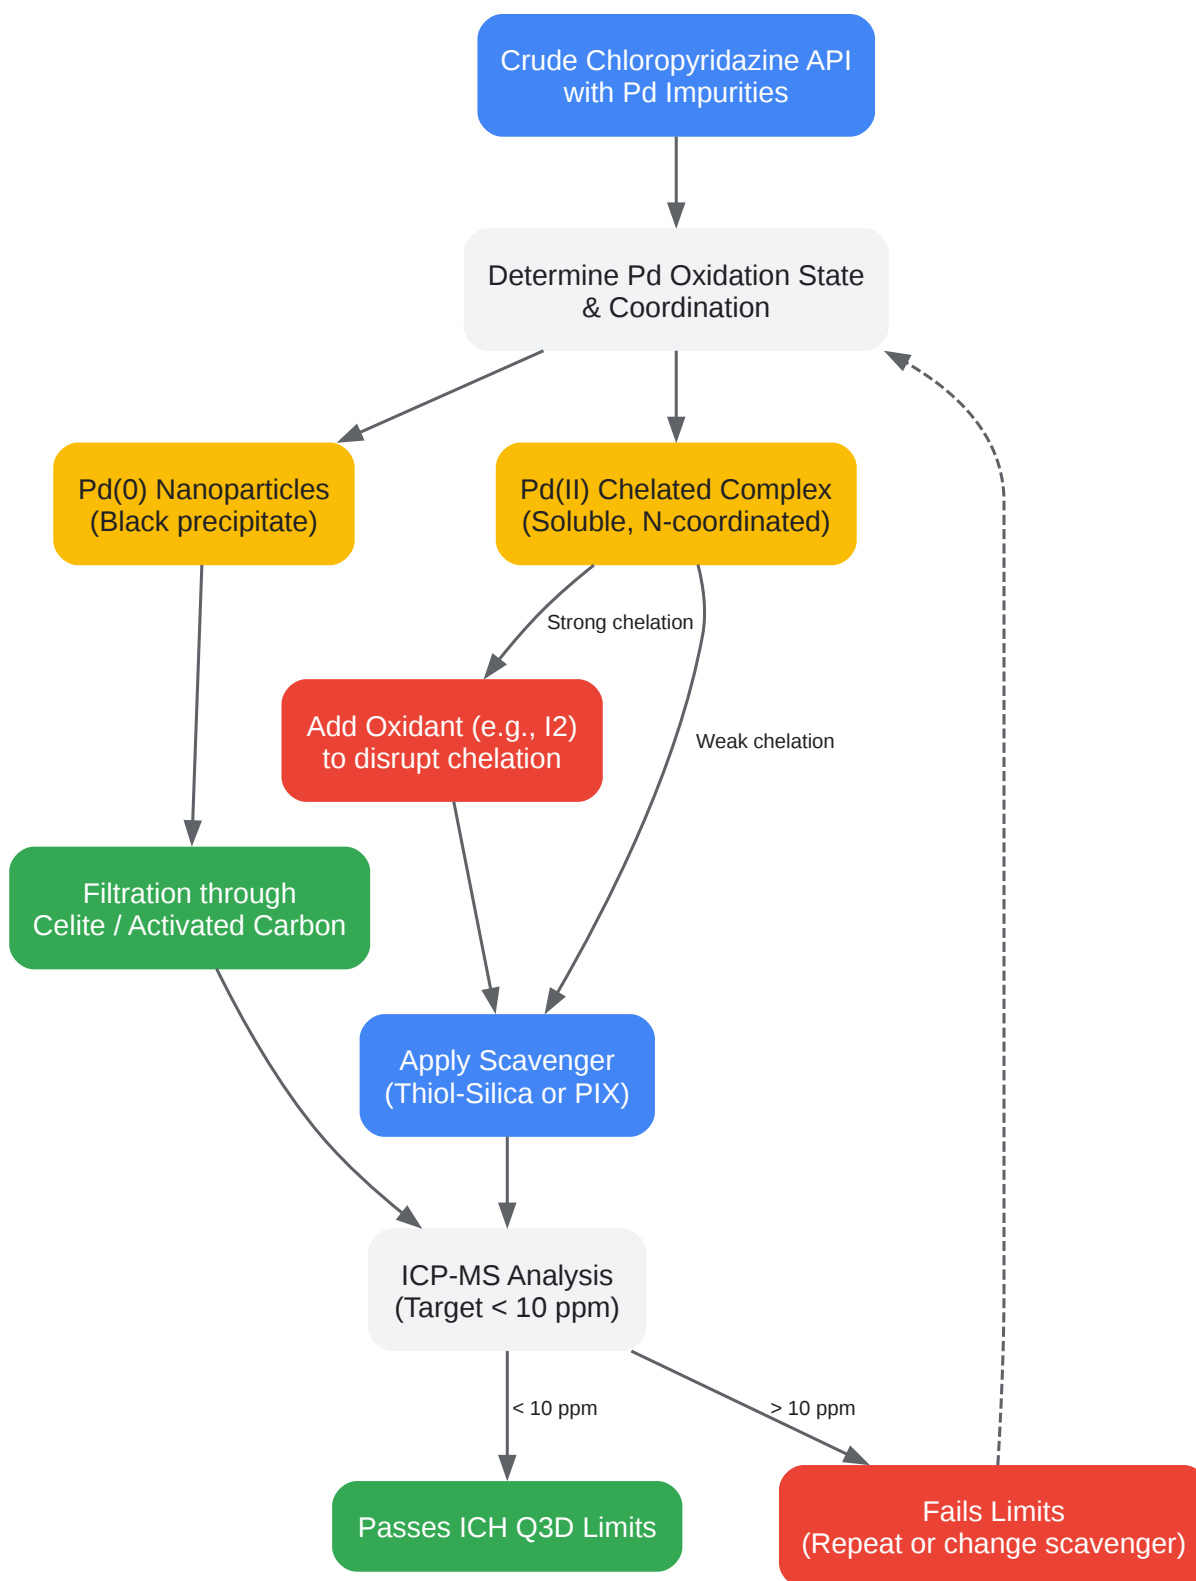 Crude Chloropyridazine API
with Pd Impurities
Determine Pd Oxidation State
& Coordination
Pd(0) Nanoparticles
(Black precipitate)
Pd(II) Chelated Complex
(Soluble, N-coordinated)
Strong chelation
Add Oxidant (e.g., I2)
to disrupt chelation
Weak chelation
Filtration through
Celite / Activated Carbon
Apply Scavenger
(Thiol-Silica or PIX)
ICP-MS Analysis
(Target < 10 ppm)
< 10 ppm
> 10 ppm
Passes ICH Q3D Limits
Fails Limits
(Repeat or change scavenger)